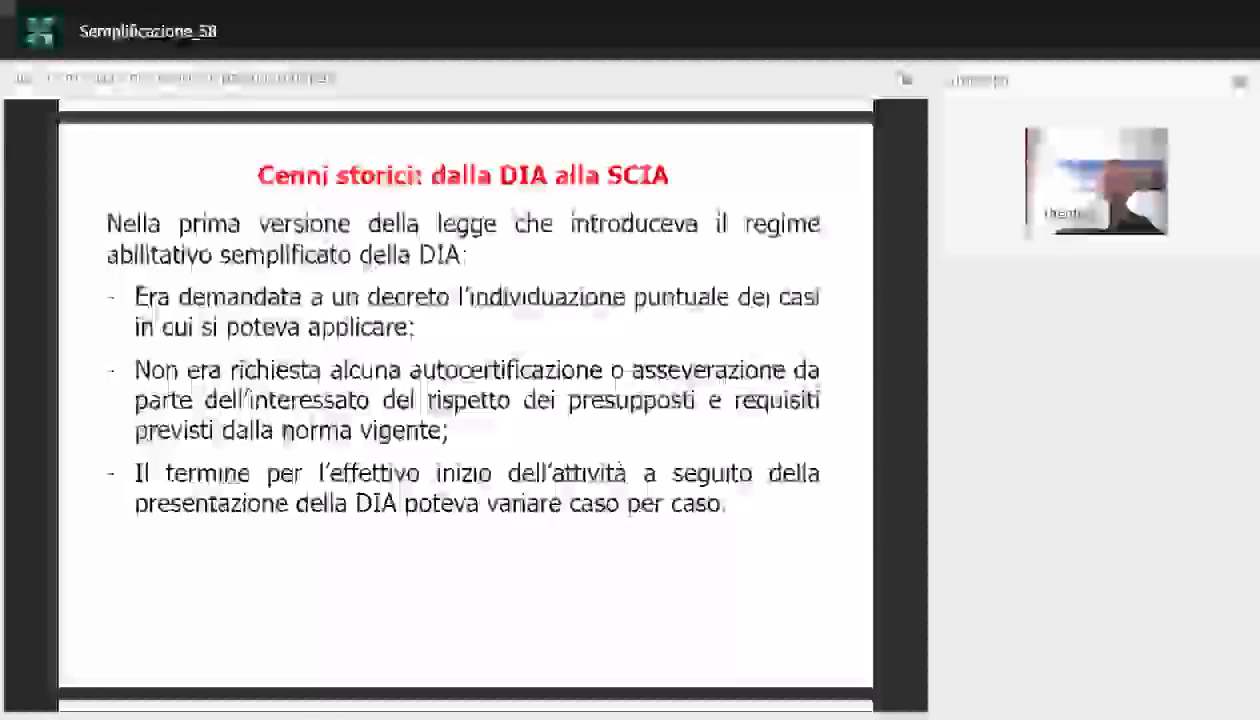 Semplificazione_58
Cenni storici: dalla DIA alla SCIA
Nella prima versione della legge che introduceva il regime
abilitativo semplificato della DIA:
- Era demandata a un decreto l'individuazione puntuale dei casi
in cui si poteva applicare;
- Non era richiesta alcuna autocertificazione o asseverazione da
parte dell'interessato del rispetto dei presupposti e requisiti
previsti dalla norma vigente;
- Il termine per l'effettivo inizio dell'attività a seguito della
presentazione della DIA poteva variare caso per caso.